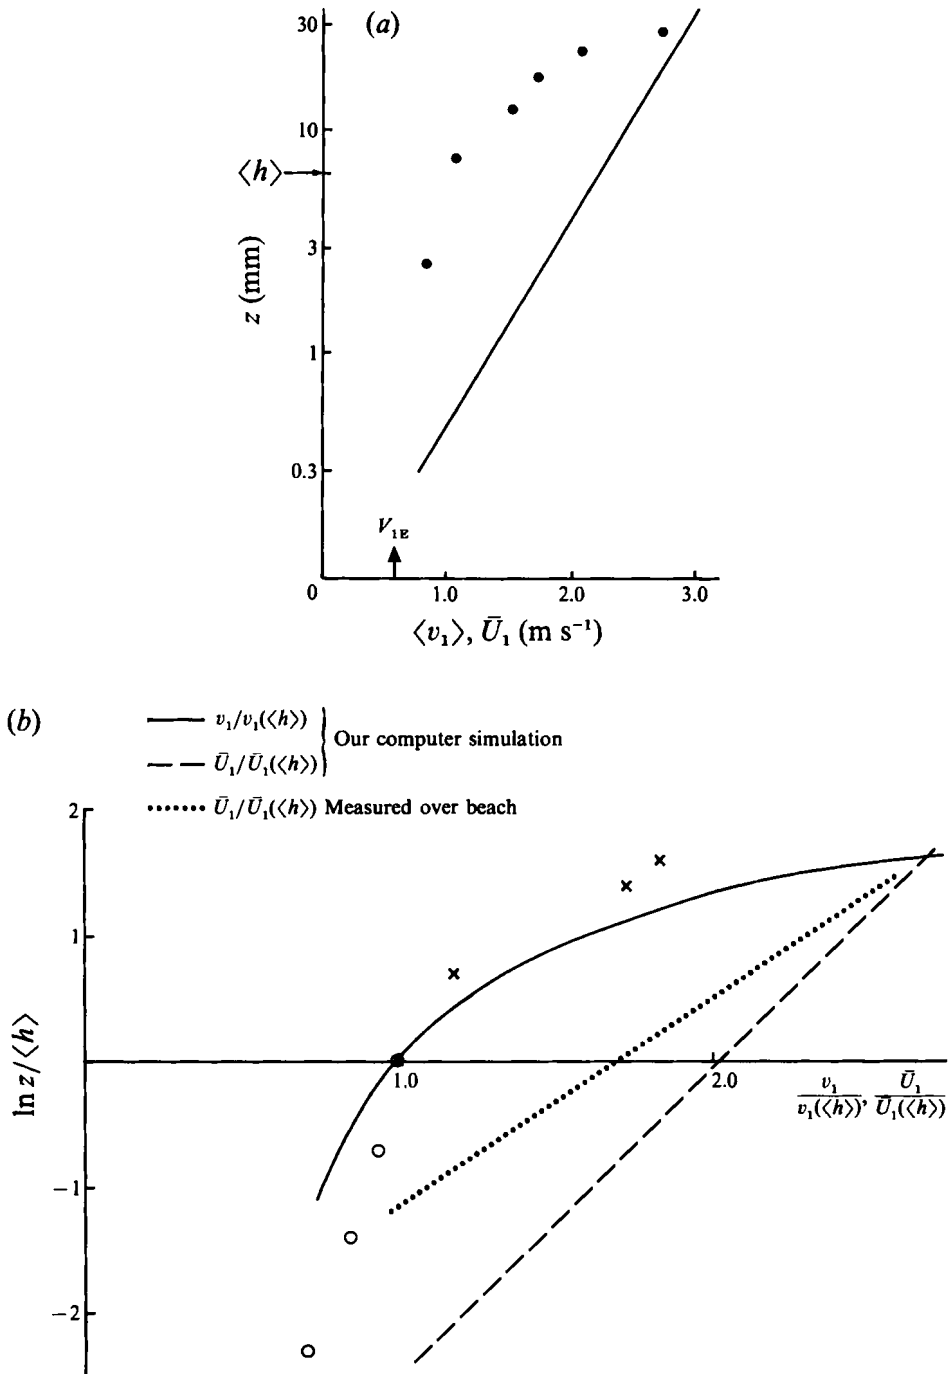 (a)
30
10
⟨h⟩
3
z (mm)
1
0.3
V₁E
0
1.0
2.0
3.0
⟨v₁⟩, Ū₁ (m s⁻¹)
(b)
v₁/v₁(⟨h⟩)
Ū₁/Ū₁(⟨h⟩)
Our computer simulation
Ū₁/Ū₁(⟨h⟩) Measured over beach
2
1
ln z/⟨h⟩
1.0
2.0
v₁/v₁(⟨h⟩), Ū₁/Ū₁(⟨h⟩)
−1
−2